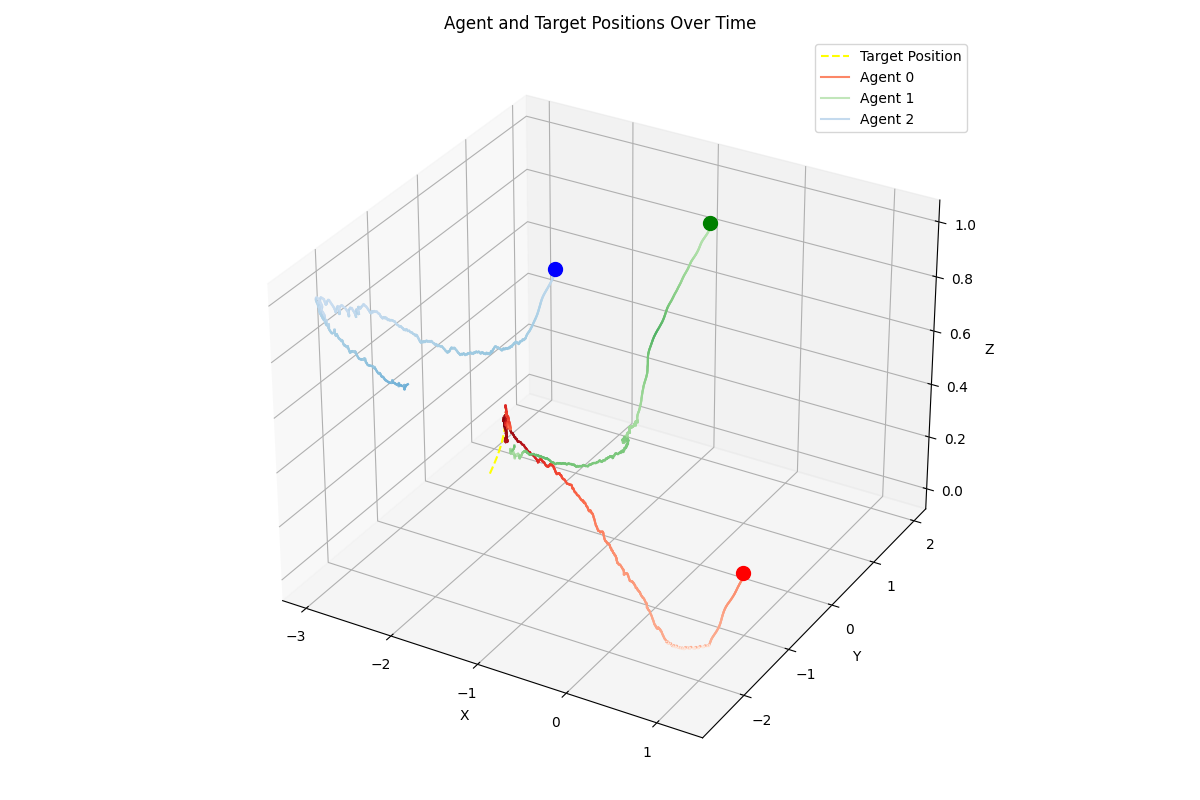 Agent and Target Positions Over Time
Target Position
Agent 0
Agent 1
Agent 2
1.0
0.8
0.6
Z
0.4
0.2
0.0
2
1
0
Y
−1
−2
−3
−2
−1
X
0
1